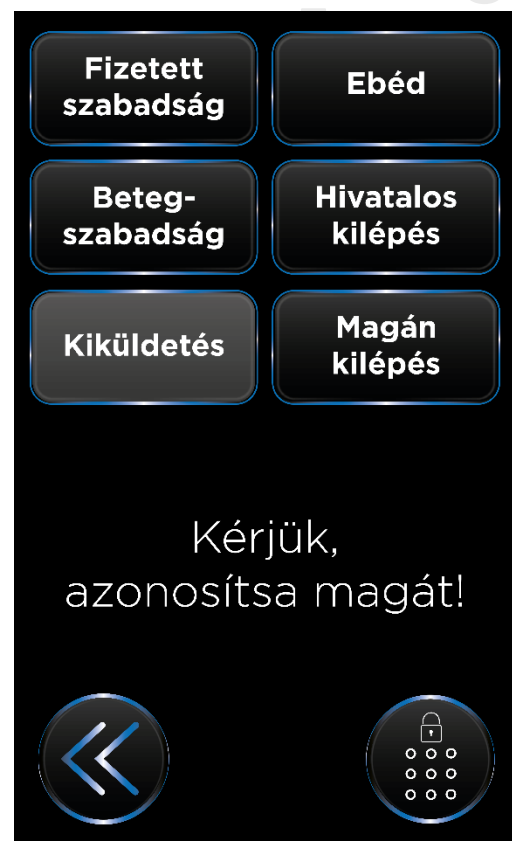 Fizetett
szabadság
Ebéd
Beteg-
szabadság
Hivatalos
kilépés
Kiküldetés
Magán
kilépés
Kérjük,
azonosítsa magát!